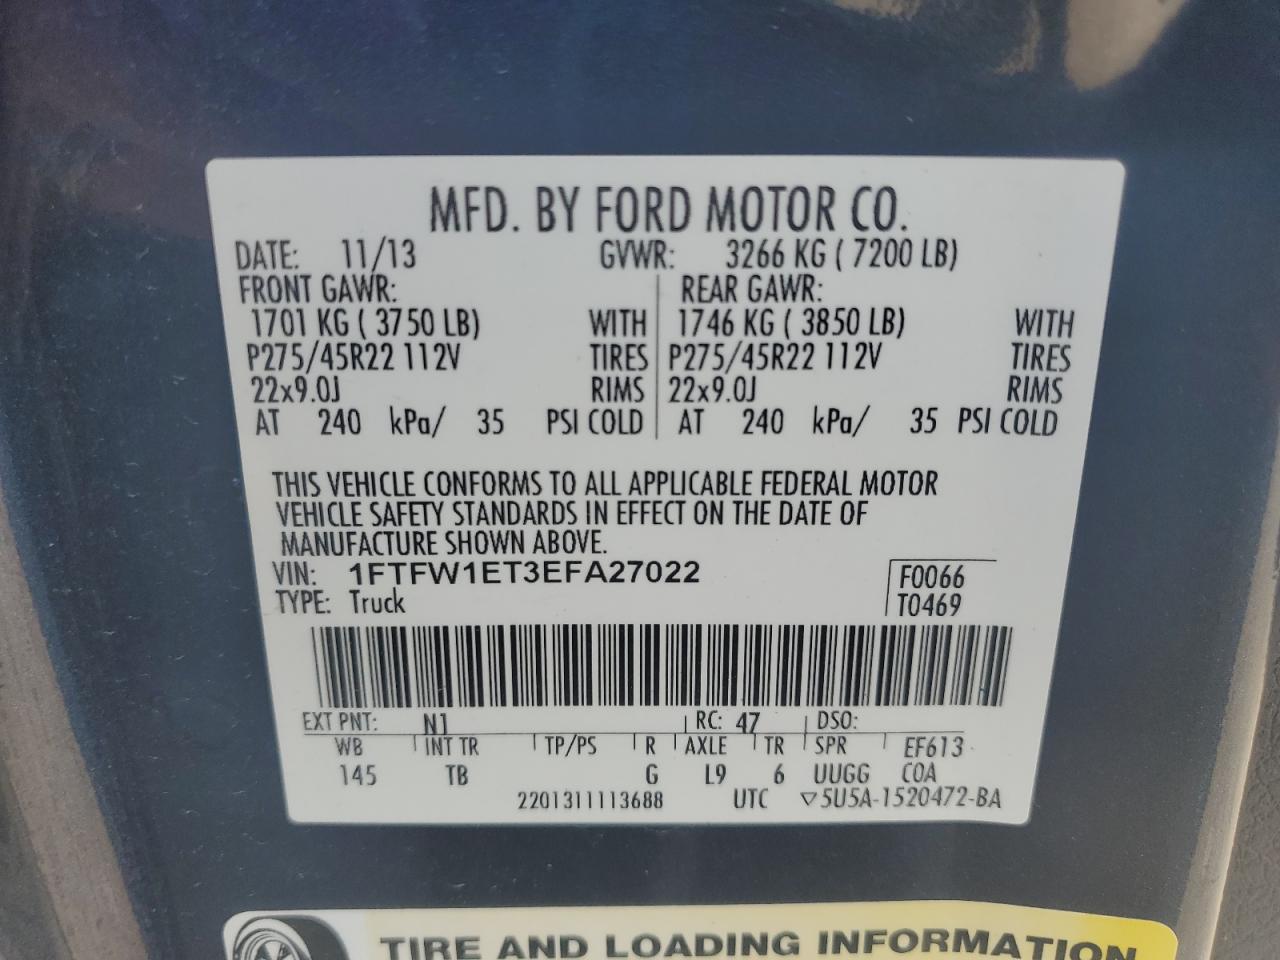 MFD. BY FORD MOTOR CO.
DATE: 11/13 GVWR: 3266 KG ( 7200 LB)
FRONT GAWR: REAR GAWR:
1701 KG ( 3750 LB) WITH 1746 KG ( 3850 LB) WITH
P275/45R22 112V TIRES P275/45R22 112V TIRES
22x9.0J RIMS 22x9.0J RIMS
AT 240 kPa/ 35 PSI COLD AT 240 kPa/ 35 PSI COLD
THIS VEHICLE CONFORMS TO ALL APPLICABLE FEDERAL MOTOR
VEHICLE SAFETY STANDARDS IN EFFECT ON THE DATE OF
MANUFACTURE SHOWN ABOVE.
VIN: 1FTFW1ET3EFA27022 F0066
TYPE: Truck T0469
EXT PNT: N1 RC: 47 DSO:
WB INT TR TP/PS R AXLE TR SPR EF613
145 TB G L9 6 UUGG COA
2201311113688 UTC ▽5U5A-1520472-BA
TIRE AND LOADING INFORMATION